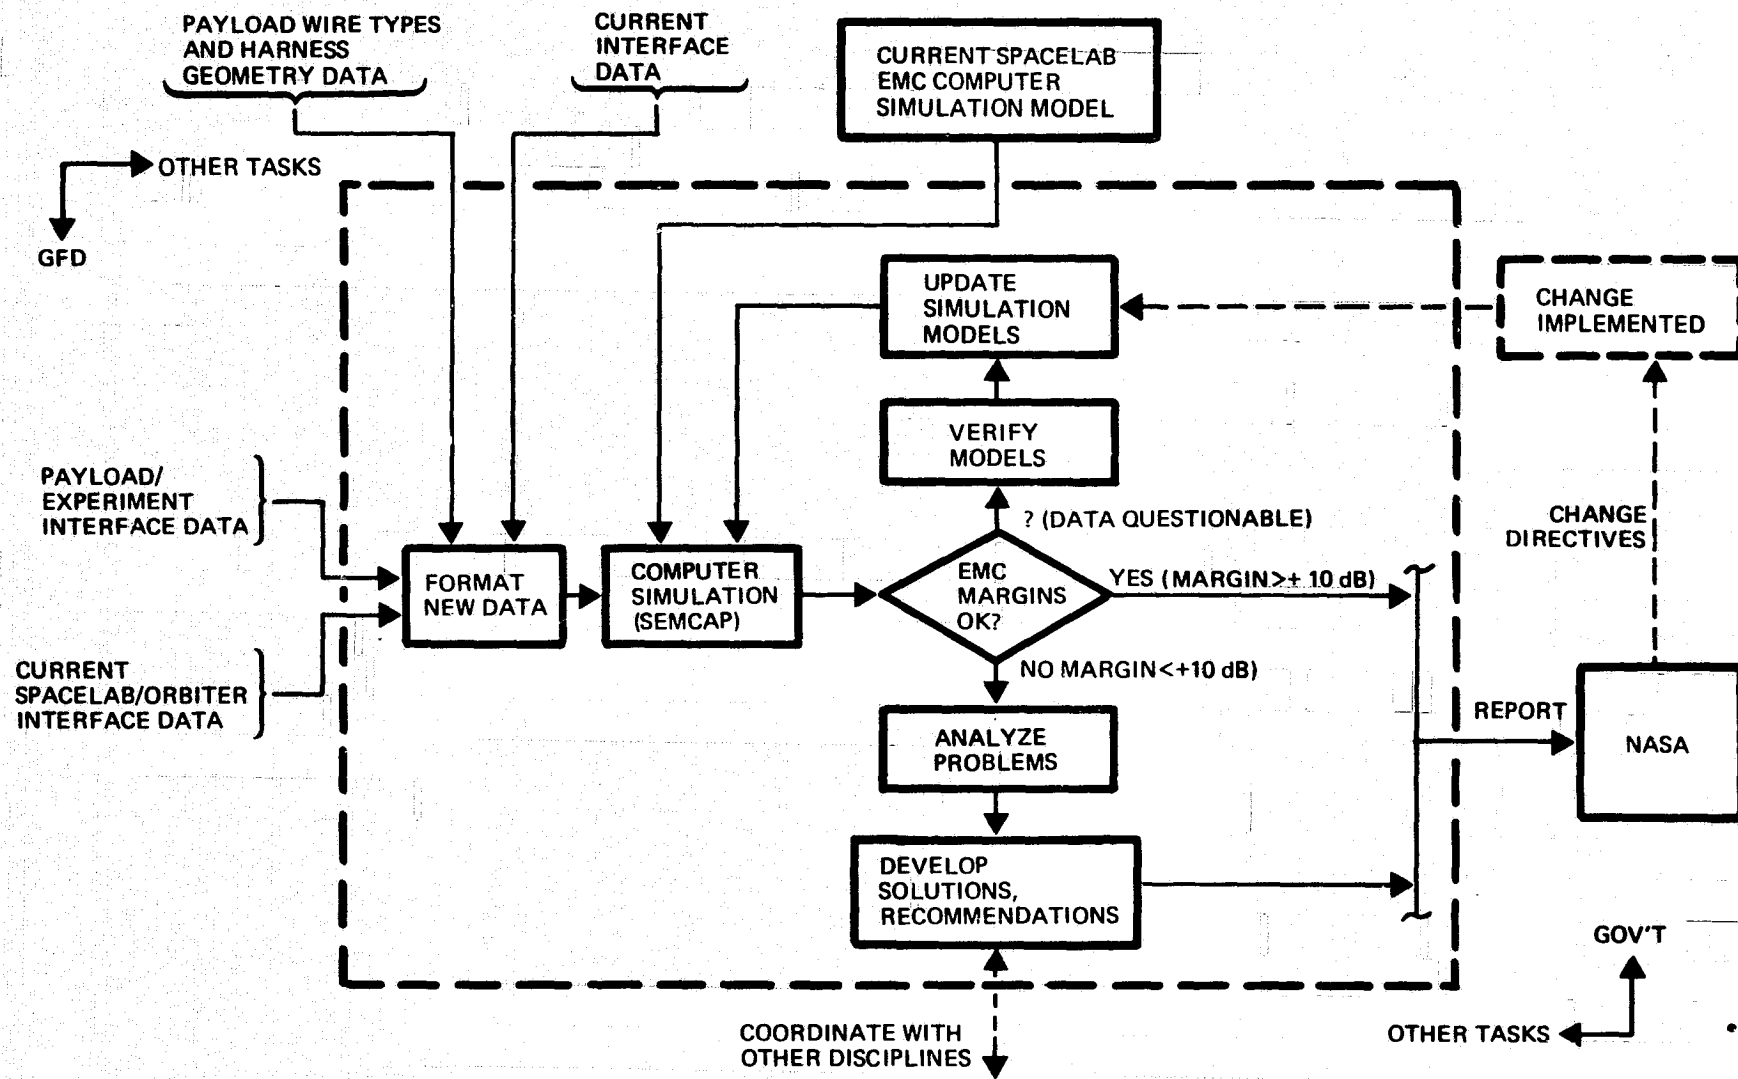 PAYLOAD WIRE TYPES
AND HARNESS
GEOMETRY DATA
CURRENT
INTERFACE
DATA
CURRENT SPACELAB
EMC COMPUTER
SIMULATION MODEL
OTHER TASKS
GFD
UPDATE
SIMULATION
MODELS
CHANGE
IMPLEMENTED
VERIFY
MODELS
PAYLOAD/
EXPERIMENT
INTERFACE DATA
? (DATA QUESTIONABLE)
CHANGE
DIRECTIVES
FORMAT
NEW DATA
COMPUTER
SIMULATION
(SEMCAP)
EMC
MARGINS
OK?
YES (MARGIN>+ 10 dB)
NO MARGIN<+10 dB)
CURRENT
SPACELAB/ORBITER
INTERFACE DATA
ANALYZE
PROBLEMS
REPORT
NASA
DEVELOP
SOLUTIONS,
RECOMMENDATIONS
GOV'T
COORDINATE WITH
OTHER DISCIPLINES
OTHER TASKS